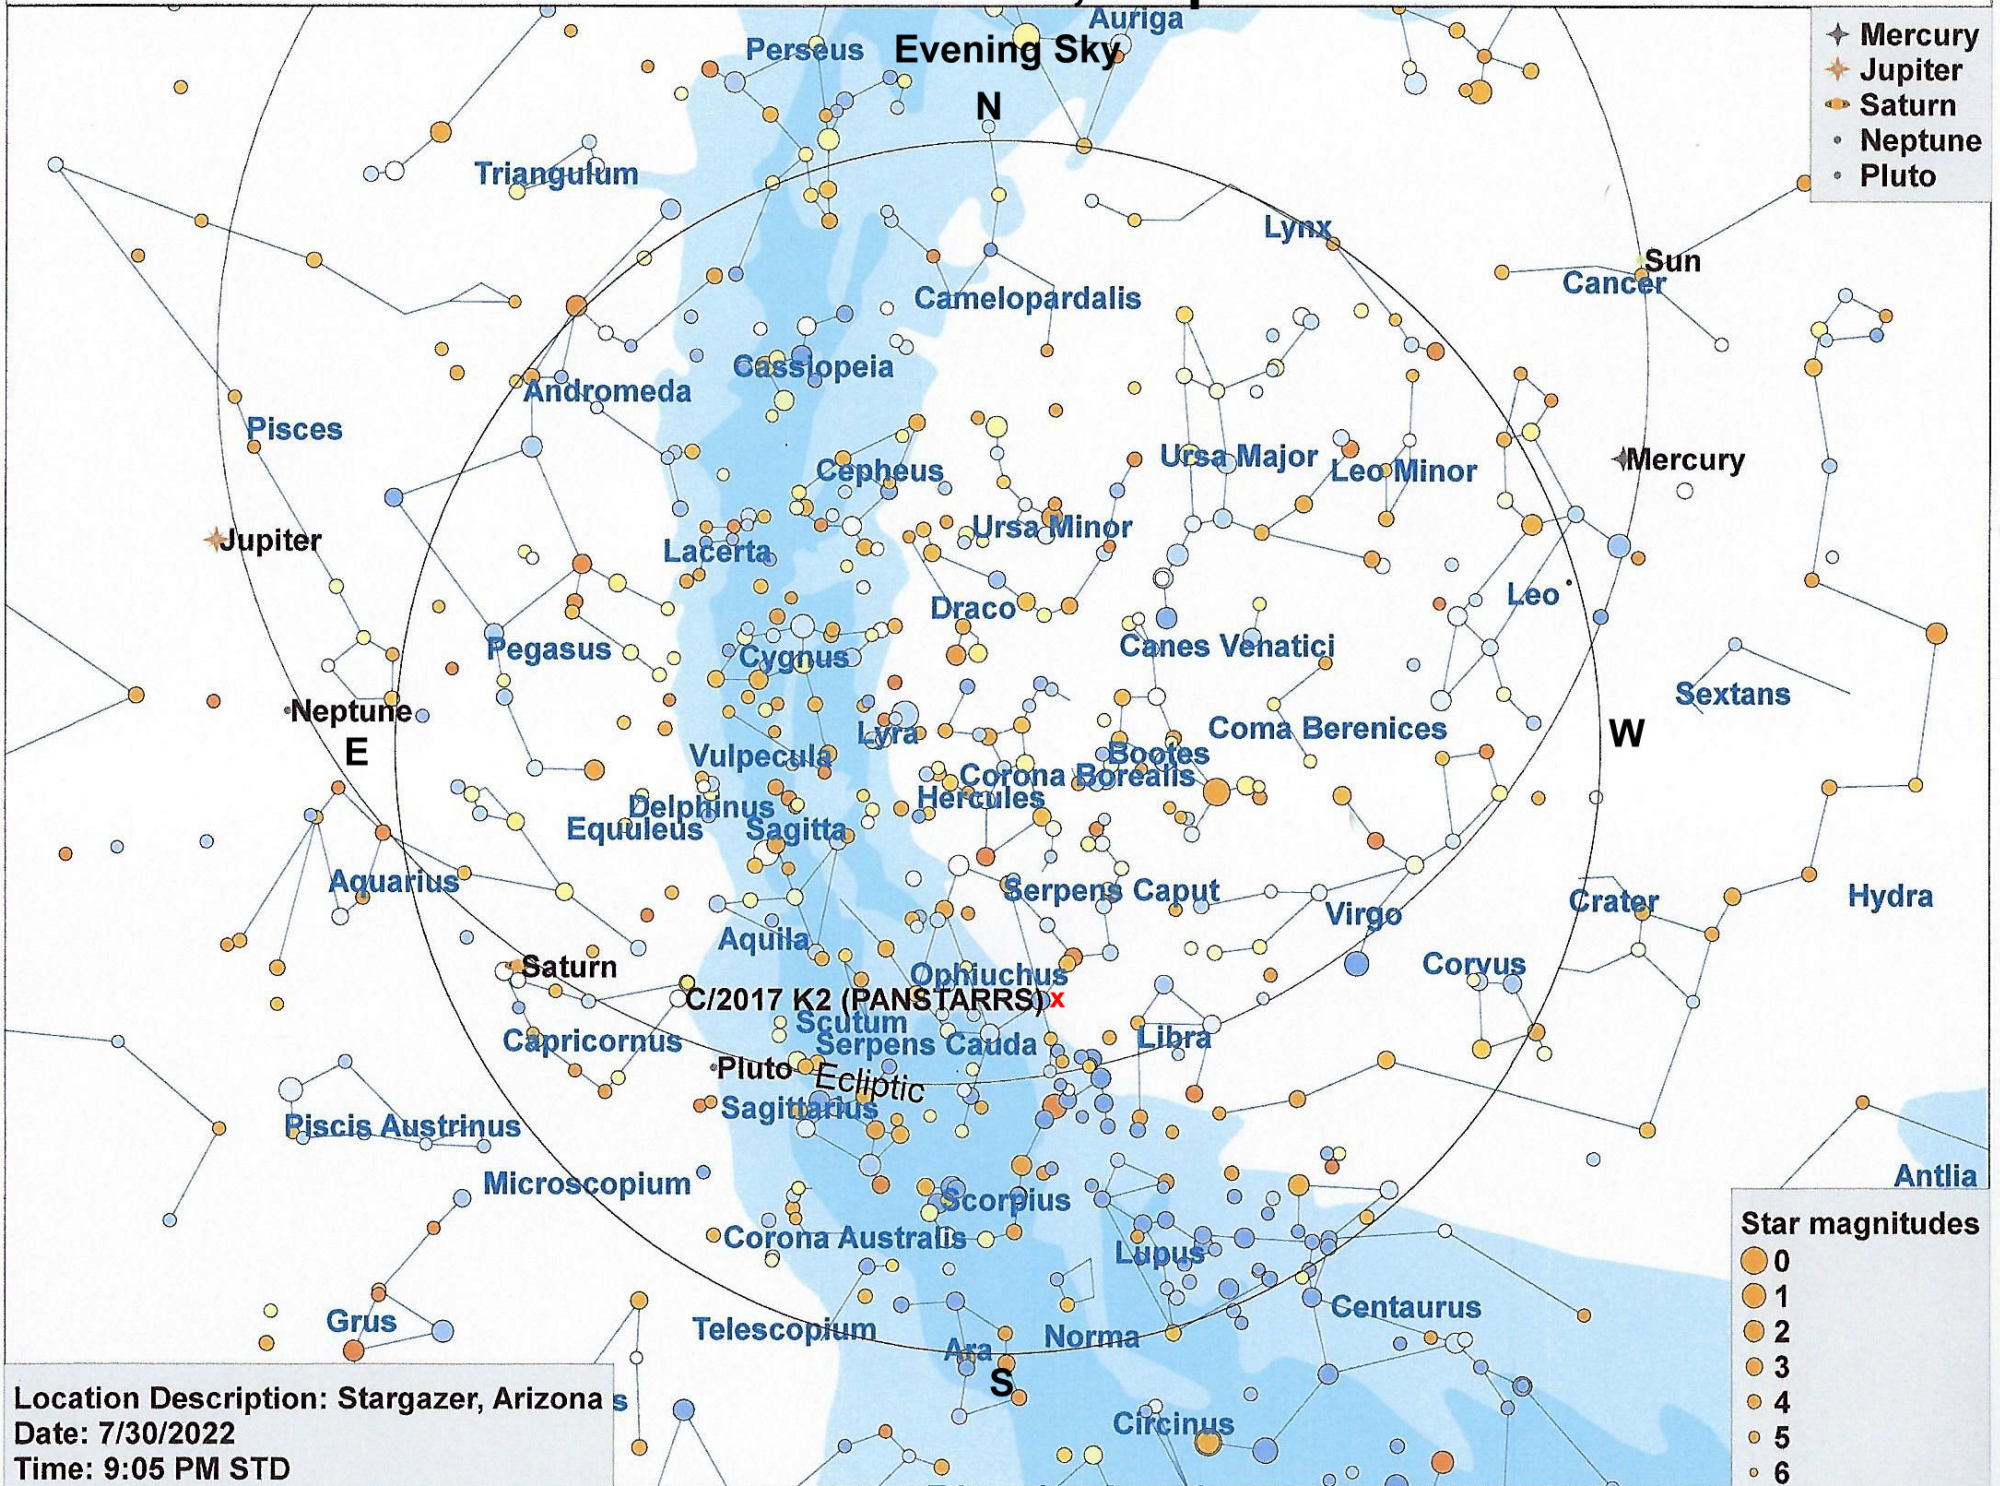 Auriga
Perseus
Evening Sky
N
Mercury
Jupiter
Saturn
Neptune
Pluto
Triangulum
Lynx
Sun
Cancer
Camelopardalis
Cassiopeia
Andromeda
Pisces
Cepheus
Ursa Major
Leo Minor
Mercury
Jupiter
Ursa Minor
Lacerta
Draco
Leo
Pegasus
Cygnus
Canes Venatici
Sextans
Neptune
E
Lyra
Coma Berenices
W
Vulpecula
Bootes
Corona Borealis
Hercules
Delphinus
Equuleus
Sagitta
Aquarius
Serpens Caput
Virgo
Crater
Hydra
Aquila
Saturn
Ophiuchus
Corvus
C/2017 K2 (PANSTARRS) x
Scutum
Capricornus
Serpens Cauda
Libra
Pluto
Ecliptic
Sagittarius
Piscis Austrinus
Microscopium
Scorpius
Antlia
Corona Australis
Lupus
Star magnitudes
0
1
2
3
4
5
6
Grus
Telescopium
Ara
Norma
Centaurus
S
Circinus
Location Description: Stargazer, Arizona
Date: 7/30/2022
Time: 9:05 PM STD